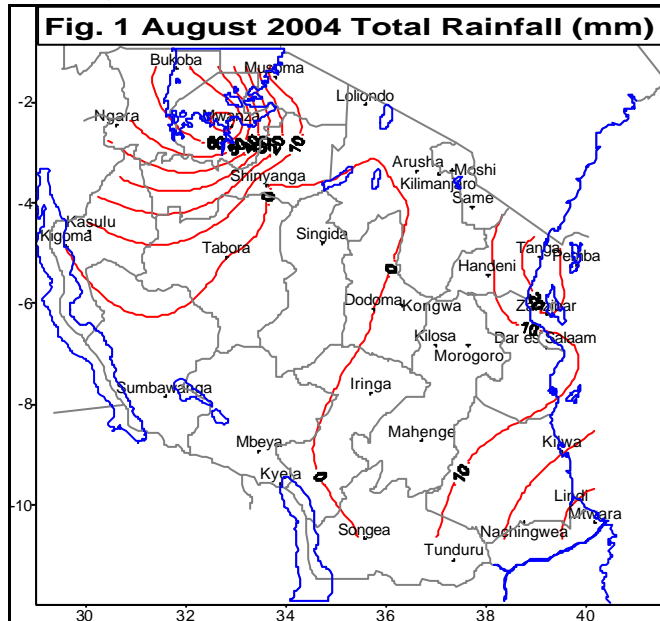 Fig. 1 August 2004 Total Rainfall (mm)
Bukoba
Musoma
Loliondo
-2
Ngara
Mwanza
10
Arusha
Moshi
Shinyanga
Kilimanjaro
0
Same
-4
Kasulu
Kigoma
Singida
Tabora
Tanga
Pemba
0
Handeni
Dodoma
Kongwa
Zanzibar
-6
10
Kilosa
Dar es Salaam
Morogoro
Sumbawanga
Iringa
-8
Mahenge
Mbeya
Kilwa
Kyela
0
10
-10
Lindi
Mtwara
Songea
Nachingwea
Tunduru
30 32 34 36 38 40